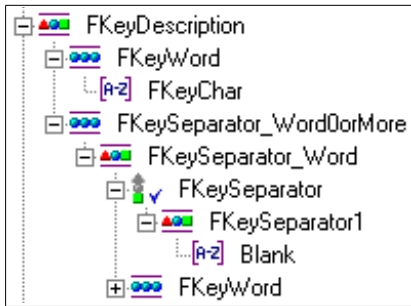 FKeyDescription
FKeyWord
[A-Z] FKeyChar
FKeySeparator_Word0orMore
FKeySeparator_Word
FKeySeparator
FKeySeparator1
[A-Z] Blank
FKeyWord